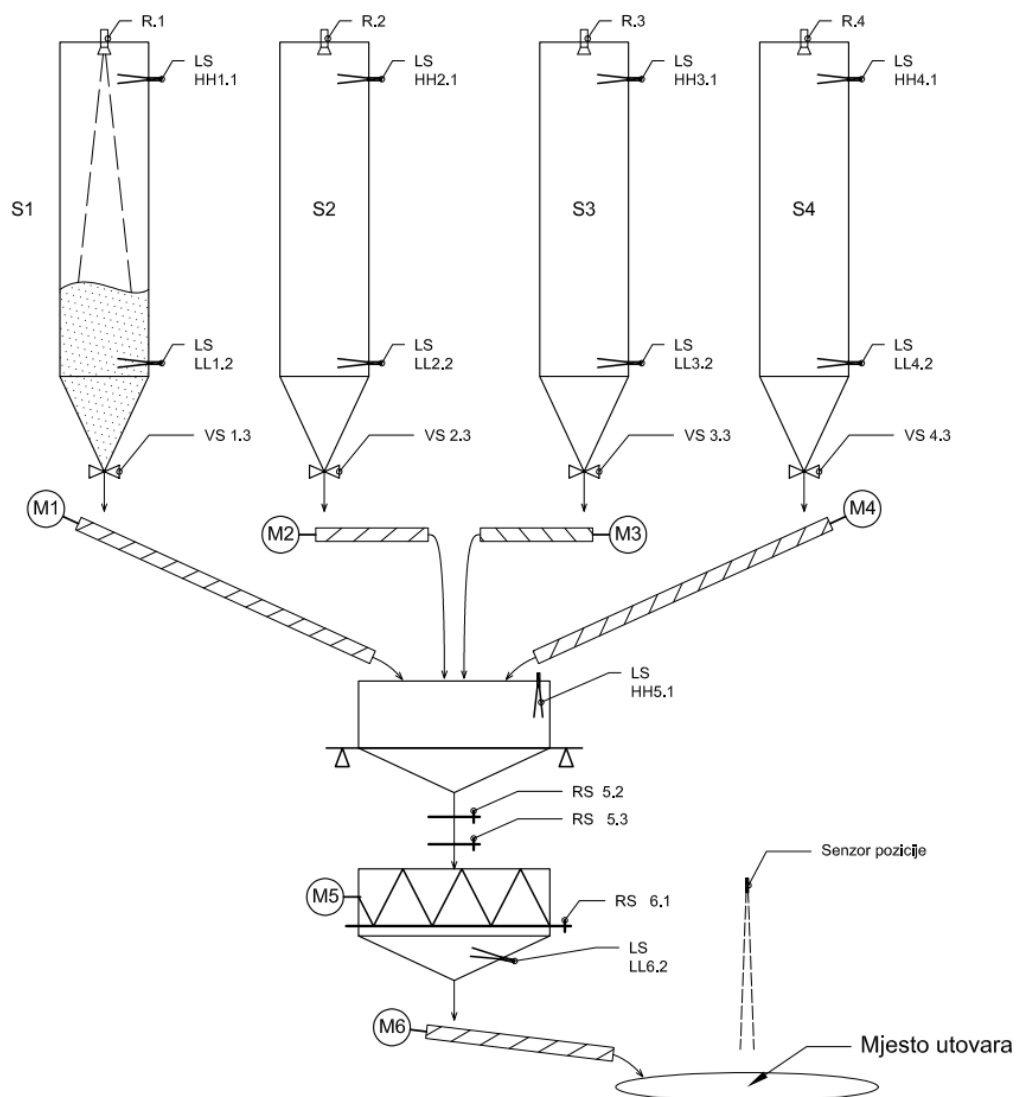 R.1
R.2
R.3
R.4
LS
HH1.1
LS
HH2.1
LS
HH3.1
LS
HH4.1
S1
S2
S3
S4
LS
LL1.2
LS
LL2.2
LS
LL3.2
LS
LL4.2
VS 1.3
VS 2.3
VS 3.3
VS 4.3
M1
M2
M3
M4
LS
HH5.1
RS 5.2
RS 5.3
Senzor pozicije
M5
RS 6.1
LS
LL6.2
M6
Mjesto utovara